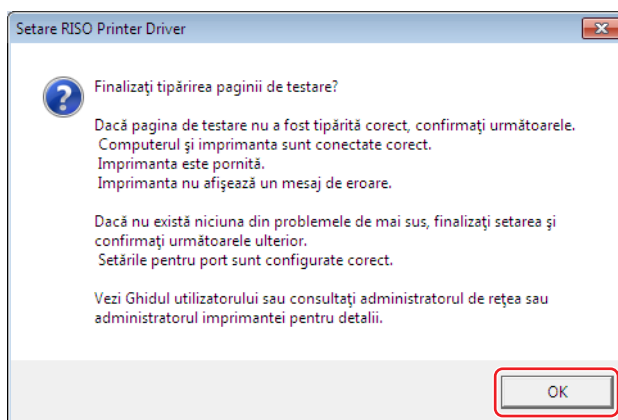 Setare RISO Printer Driver
Finalizaţi tipărirea paginii de testare?
Dacă pagina de testare nu a fost tipărită corect, confirmaţi următoarele.
Computerul şi imprimanta sunt conectate corect.
Imprimanta este pornită.
Imprimanta nu afişează un mesaj de eroare.
Dacă nu există niciuna din problemele de mai sus, finalizaţi setarea şi
confirmaţi următoarele ulterior.
Setările pentru port sunt configurate corect.
Vezi Ghidul utilizatorului sau consultaţi administratorul de reţea sau
administratorul imprimantei pentru detalii.
OK